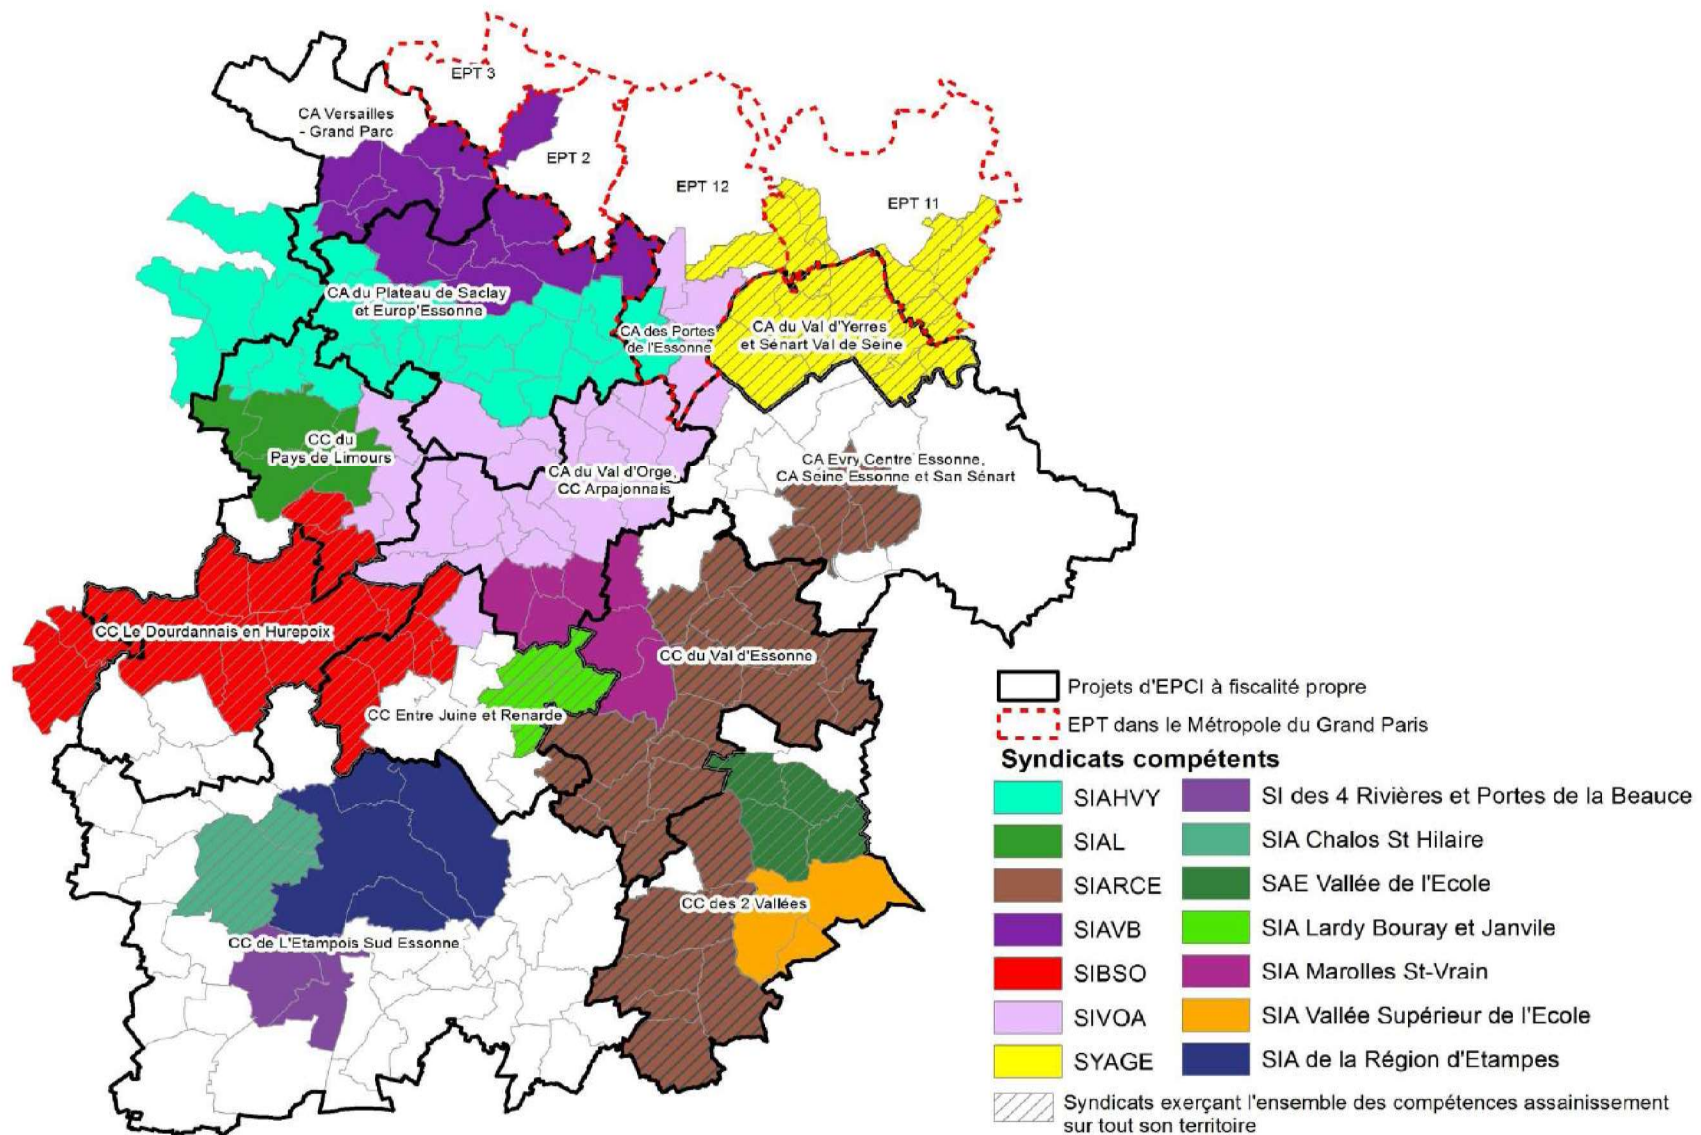 EPT 3
CA Versailles
- Grand Parc
EPT 2
EPT 12
EPT 11
CA du Plateau de Saclay
et Europ'Essonne
CA des Portes
de l'Essonne
CA du Val d'Yerres
et Sénart Val de Seine
CC du
Pays de Limours
CA du Val d'Orge,
CC Arpajonnais
CA Evry Centre Essonne,
CA Seine Essonne et San Sénart
CC Le Dourdannais en Hurepoix
CC du Val d'Essonne
CC Entre Juine et Renarde
CC des 2 Vallées
CC de L'Etampois Sud Essonne
Projets d'EPCI à fiscalité propre
EPT dans le Métropole du Grand Paris
Syndicats compétents
SIAHVY
SIAL
SIARCE
SIAVB
SIBSO
SIVOA
SYAGE
SI des 4 Rivières et Portes de la Beauce
SIA Chalos St Hilaire
SAE Vallée de l'Ecole
SIA Lardy Bouray et Janvile
SIA Marolles St-Vrain
SIA Vallée Supérieur de l'Ecole
SIA de la Région d'Etampes
Syndicats exerçant l'ensemble des compétences assainissement
sur tout son territoire